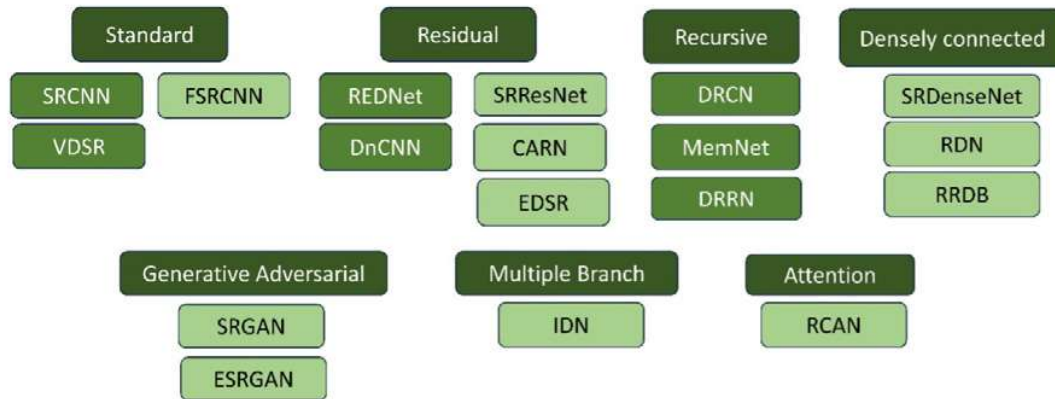 Standard
SRCNN
FSRCNN
VDSR
Residual
REDNet
SRResNet
DnCNN
CARN
EDSR
Recursive
DRCN
MemNet
DRRN
Densely connected
SRDenseNet
RDN
RRDB
Generative Adversarial
SRGAN
ESRGAN
Multiple Branch
IDN
Attention
RCAN